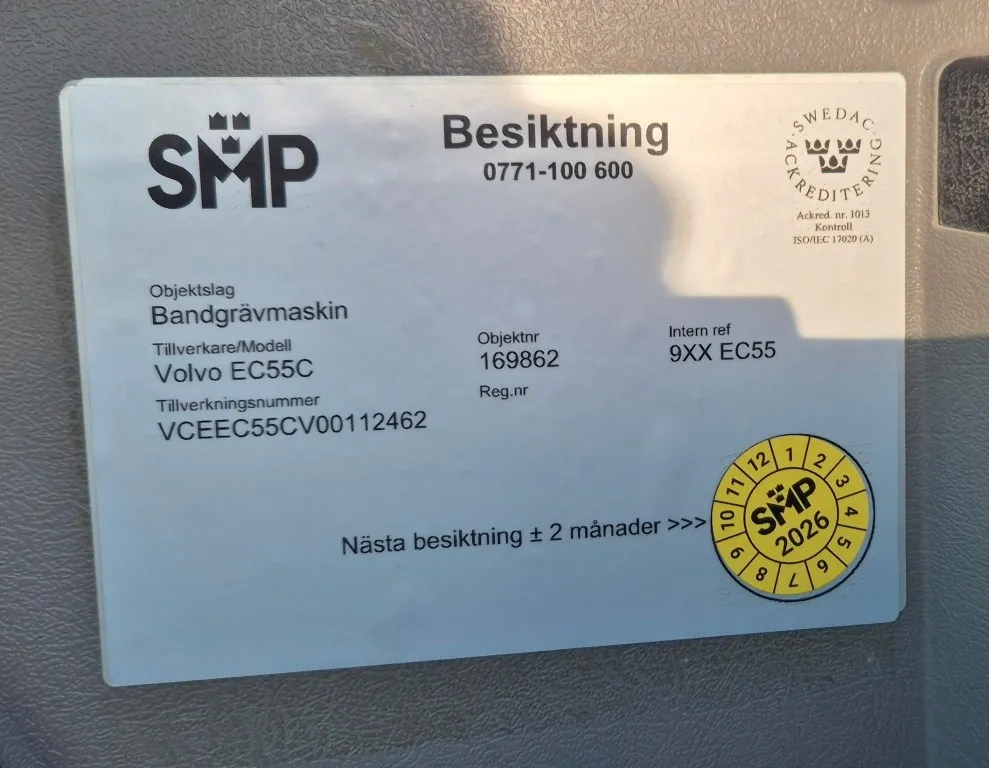 SMP
Besiktning
0771-100 600
SWEDAC
ACKREDITERING
Ackred. nr. 1013
Kontroll
ISO/IEC 17020 (A)
Objektslag
Bandgrävmaskin
Tillverkare/Modell
Volvo EC55C
Objektnr
169862
Intern ref
9XX EC55
Tillverkningsnummer
VCEEC55CV00112462
Reg.nr
Nästa besiktning ± 2 månader >>>
1 2 3 4 5 6 7 8 9 10 11 12
SMP
2026